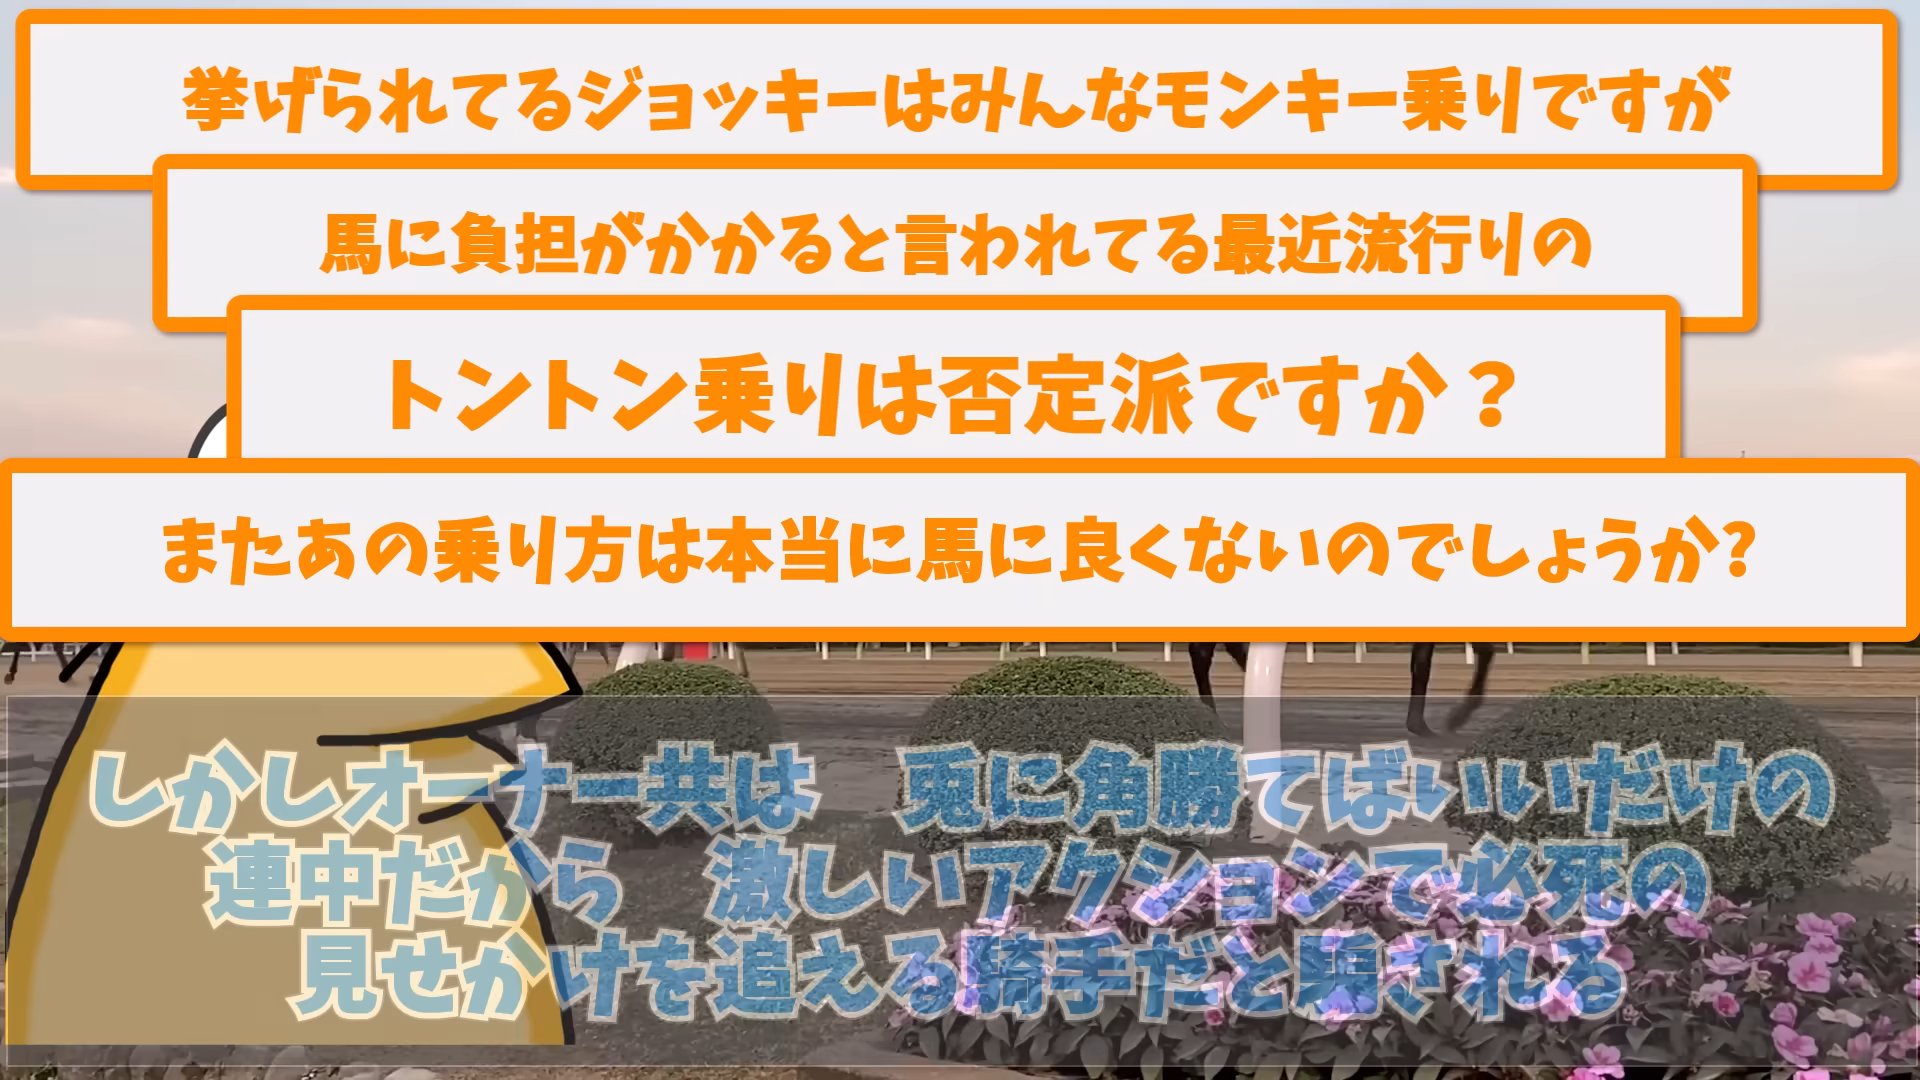 挙げられてるジョッキーはみんなモンキー乗りですが
馬に負担がかかると言われてる最近流行りの
トントン乗りは否定派ですか？
またあの乗り方は本当に馬に良くないのでしょうか?
しかしオーナー共は　兎に角勝てばいいだけの
連中だから　激しいアクションで必死の
見せかけを追える騎手だと騙される